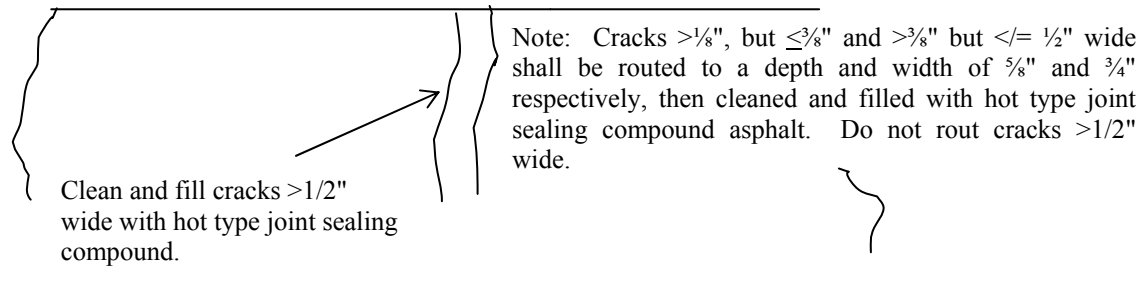 Note: Cracks >⅛", but ≤⅜" and >⅜" but </= ½" wide
shall be routed to a depth and width of ⅝" and ¾"
respectively, then cleaned and filled with hot type joint
sealing compound asphalt. Do not rout cracks >1/2"
wide.
Clean and fill cracks >1/2"
wide with hot type joint sealing
compound.